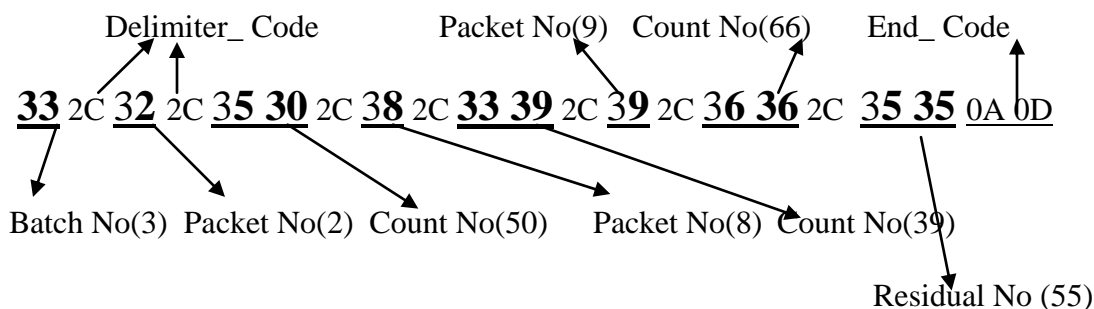 Delimiter_ Code Packet No(9) Count No(66) End_ Code
33 2C 32 2C 35 30 2C 38 2C 33 39 2C 39 2C 36 36 2C 35 35 0A 0D
Batch No(3) Packet No(2) Count No(50) Packet No(8) Count No(39)
Residual No (55)